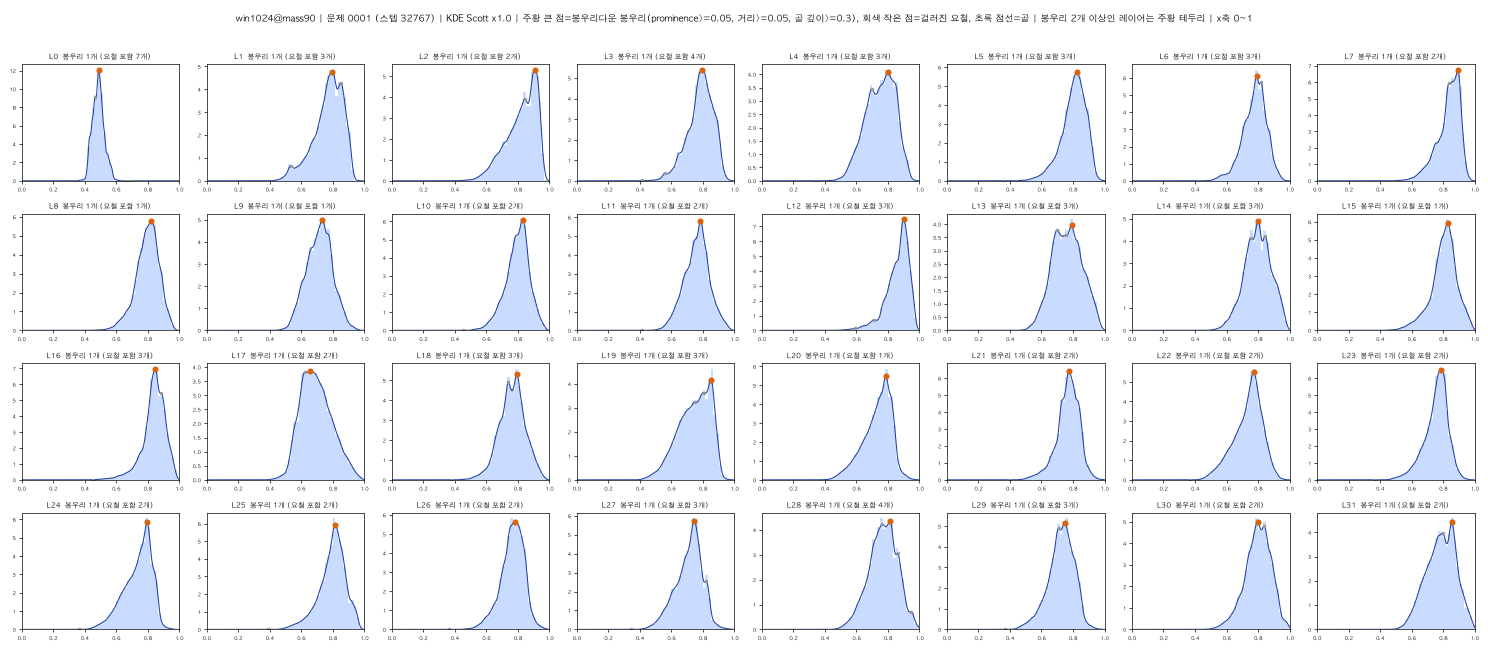 win1024@mass90 | 문제 0001 (스텝 32767) | KDE Scott x1.0 | 주황 큰 점=봉우리다운 봉우리(prominence>=0.05, 거리>=0.05, 골 깊이>=0.3), 회색 작은 점=걸러진 요철, 초록 점선=골 | 봉우리 2개 이상인 레이어는 주황 테두리 | x축 0~1
L0 봉우리 1개 (요철 포함 7개)
L1 봉우리 1개 (요철 포함 3개)
L2 봉우리 1개 (요철 포함 2개)
L3 봉우리 1개 (요철 포함 4개)
L4 봉우리 1개 (요철 포함 3개)
L5 봉우리 1개 (요철 포함 3개)
L6 봉우리 1개 (요철 포함 3개)
L7 봉우리 1개 (요철 포함 2개)
L8 봉우리 1개 (요철 포함 1개)
L9 봉우리 1개 (요철 포함 1개)
L10 봉우리 1개 (요철 포함 2개)
L11 봉우리 1개 (요철 포함 2개)
L12 봉우리 1개 (요철 포함 3개)
L13 봉우리 1개 (요철 포함 3개)
L14 봉우리 1개 (요철 포함 3개)
L15 봉우리 1개 (요철 포함 1개)
L16 봉우리 1개 (요철 포함 3개)
L17 봉우리 1개 (요철 포함 2개)
L18 봉우리 1개 (요철 포함 3개)
L19 봉우리 1개 (요철 포함 3개)
L20 봉우리 1개 (요철 포함 1개)
L21 봉우리 1개 (요철 포함 2개)
L22 봉우리 1개 (요철 포함 2개)
L23 봉우리 1개 (요철 포함 2개)
L24 봉우리 1개 (요철 포함 2개)
L25 봉우리 1개 (요철 포함 2개)
L26 봉우리 1개 (요철 포함 2개)
L27 봉우리 1개 (요철 포함 3개)
L28 봉우리 1개 (요철 포함 4개)
L29 봉우리 1개 (요철 포함 3개)
L30 봉우리 1개 (요철 포함 2개)
L31 봉우리 1개 (요철 포함 2개)